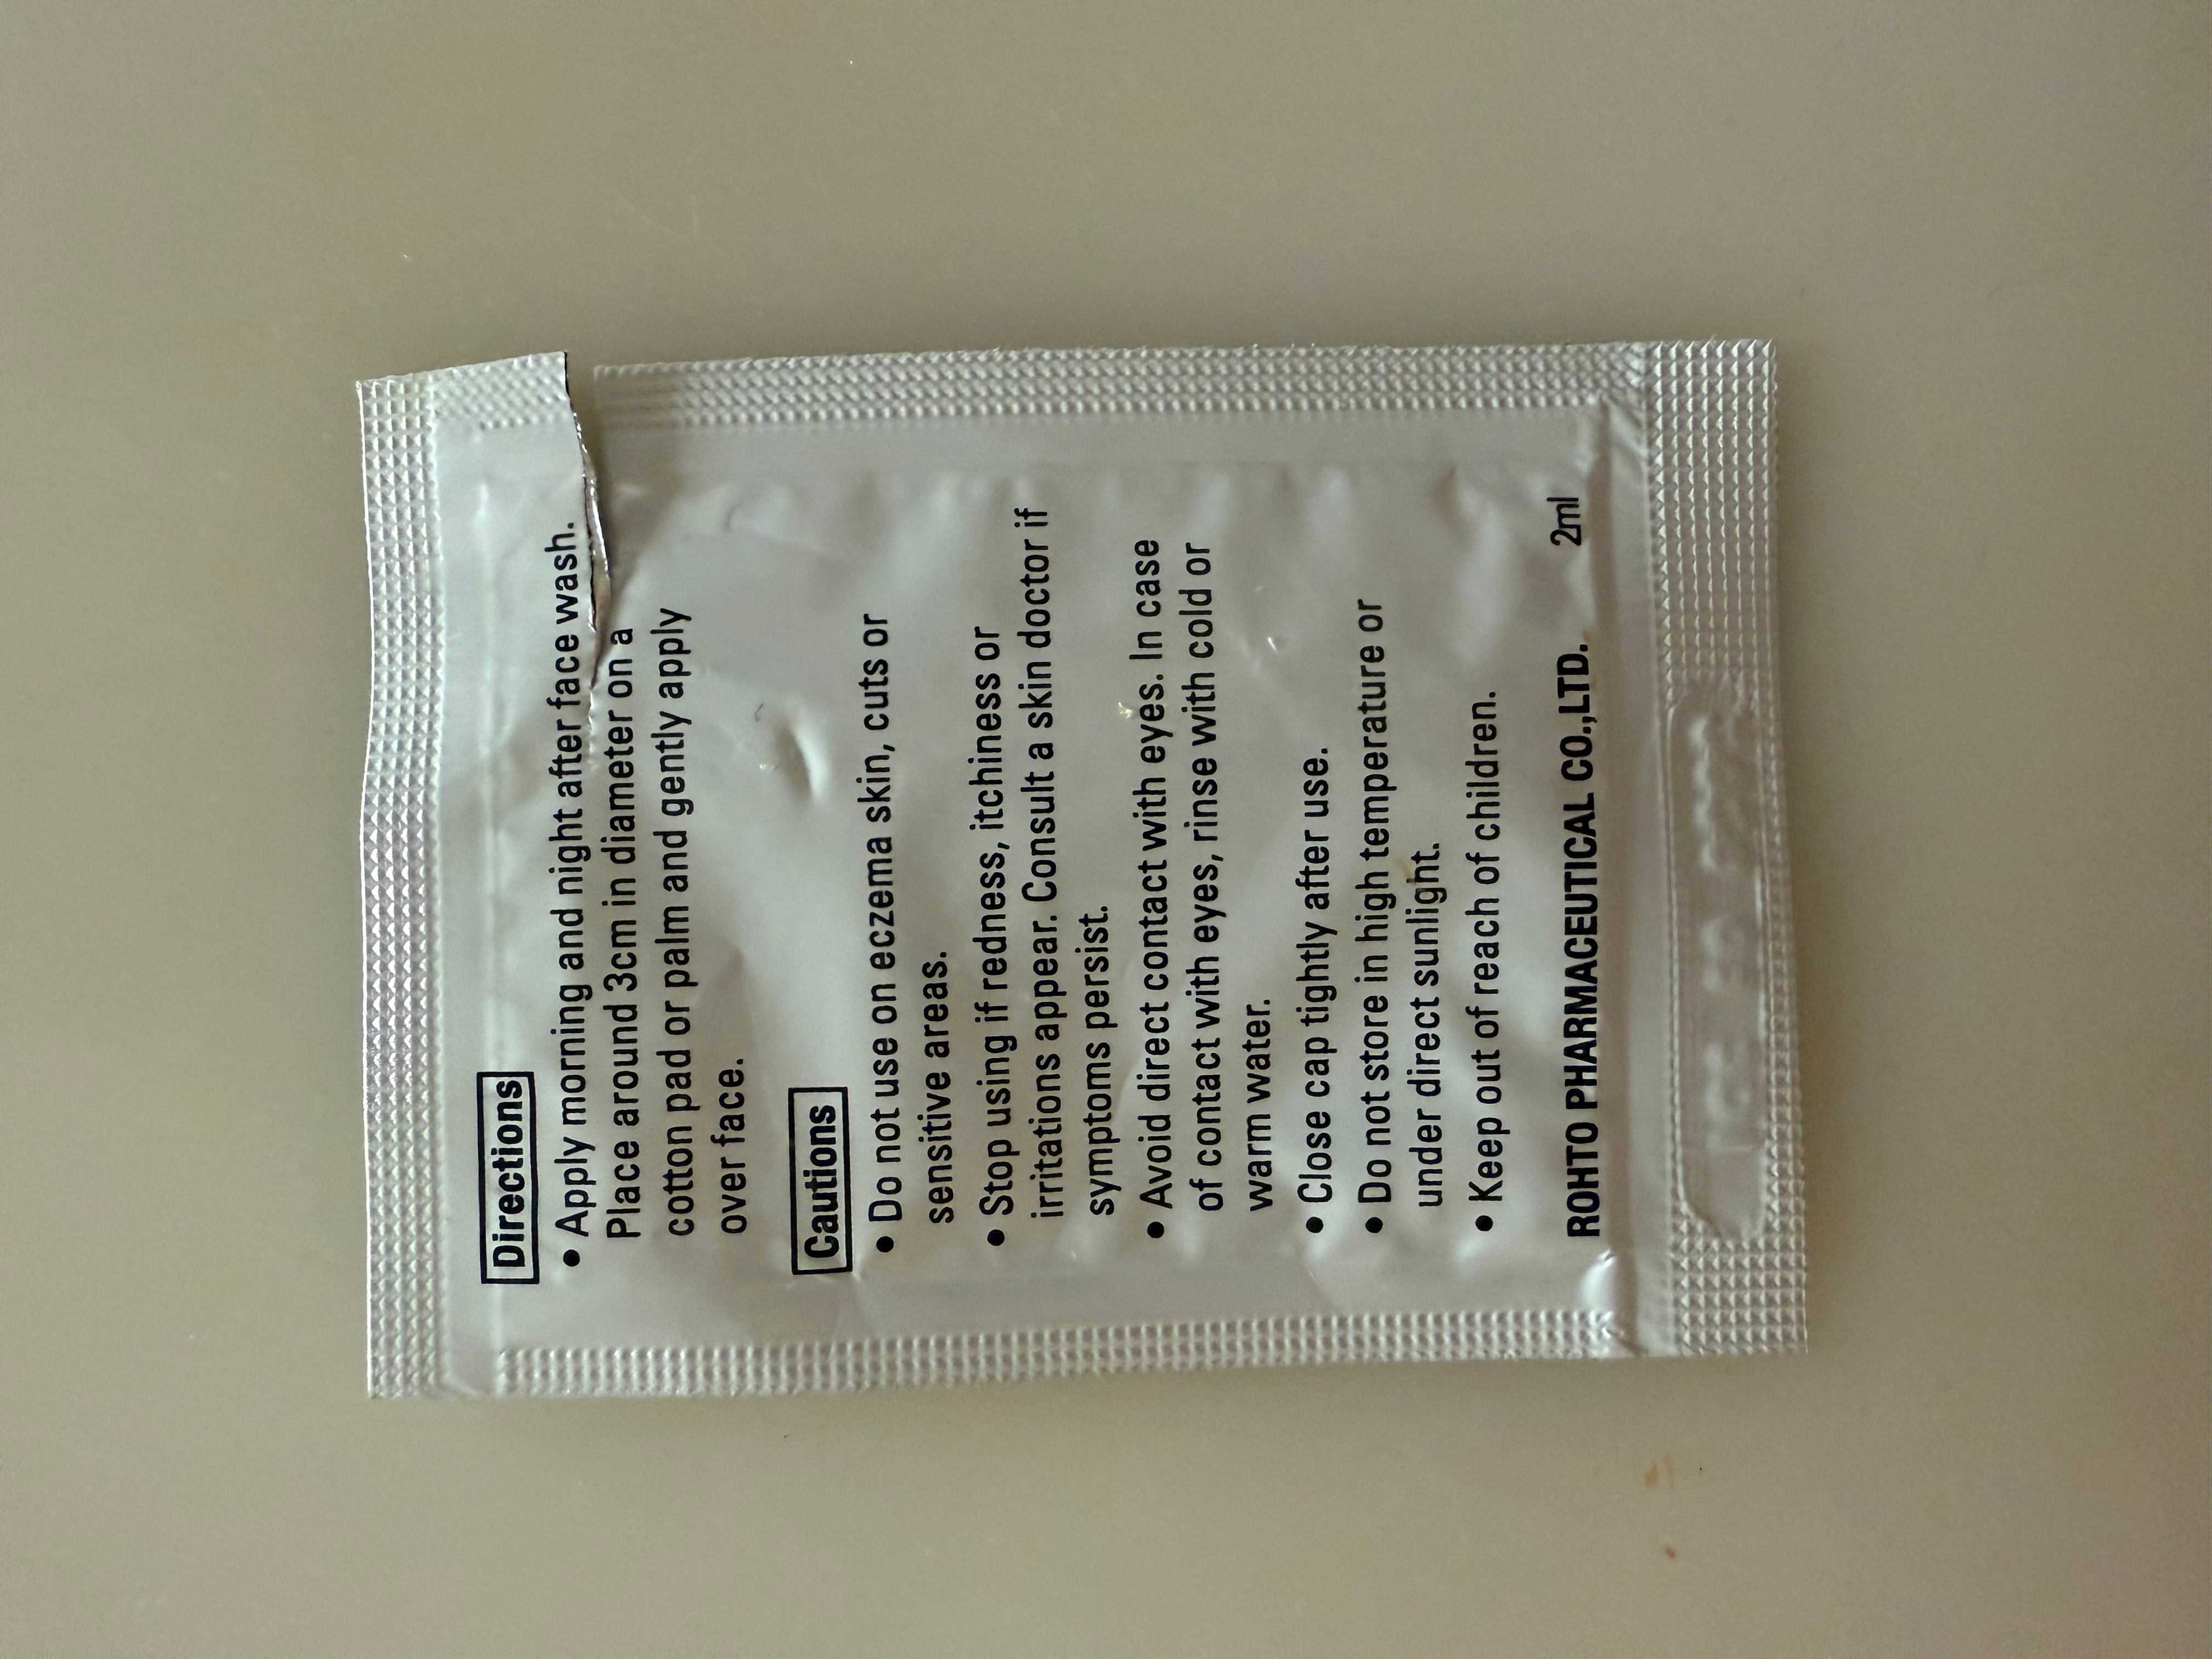 Directions
• Apply morning and night after face wash.
Place around 3cm in diameter on a
cotton pad or palm and gently apply
over face.
Cautions
• Do not use on eczema skin, cuts or
sensitive areas.
• Stop using if redness, itchiness or
irritations appear. Consult a skin doctor if
symptoms persist.
• Avoid direct contact with eyes. In case
of contact with eyes, rinse with cold or
warm water.
• Close cap tightly after use.
• Do not store in high temperature or
under direct sunlight.
• Keep out of reach of children.
ROHTO PHARMACEUTICAL CO.,LTD. 2ml